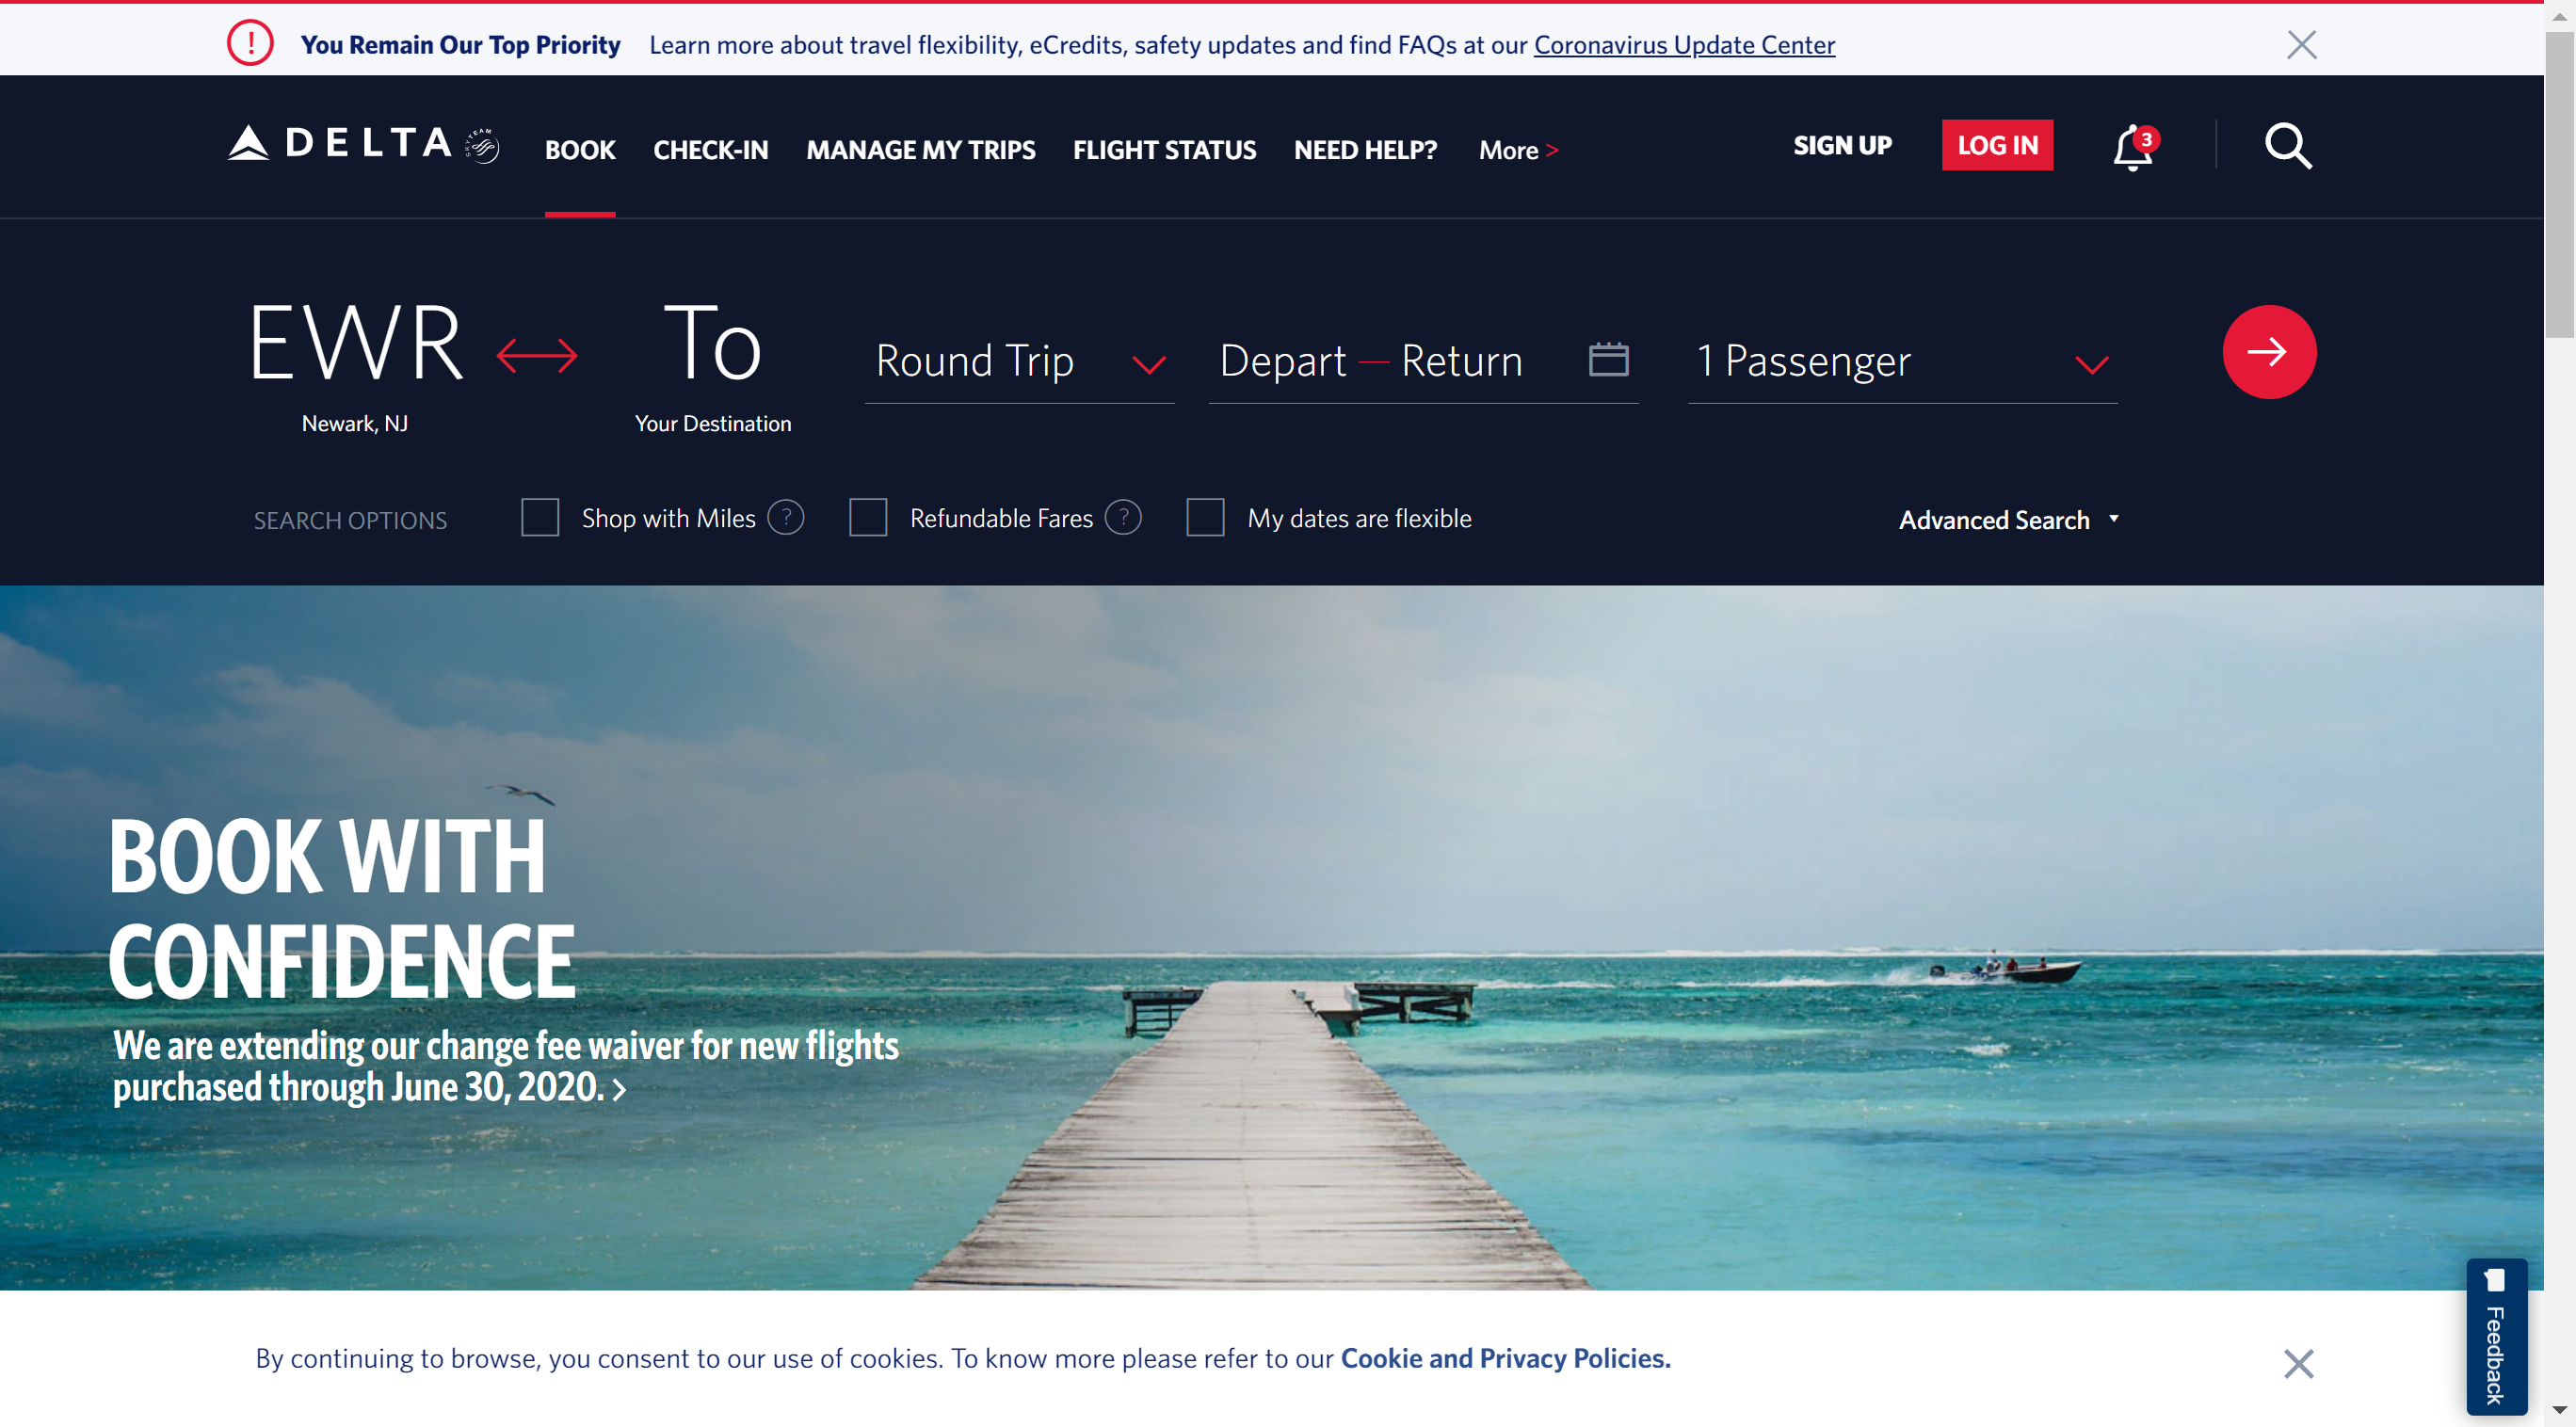 You Remain Our Top Priority Learn more about travel flexibility, eCredits, safety updates and find FAQs at our Coronavirus Update Center
DELTA SKYTEAM BOOK CHECK-IN MANAGE MY TRIPS FLIGHT STATUS NEED HELP? More > SIGN UP LOG IN 3
EWR To Round Trip Depart — Return 1 Passenger
Newark, NJ Your Destination
SEARCH OPTIONS Shop with Miles ? Refundable Fares ? My dates are flexible Advanced Search
BOOK WITH
CONFIDENCE
We are extending our change fee waiver for new flights
purchased through June 30, 2020. >
Feedback
By continuing to browse, you consent to our use of cookies. To know more please refer to our Cookie and Privacy Policies.